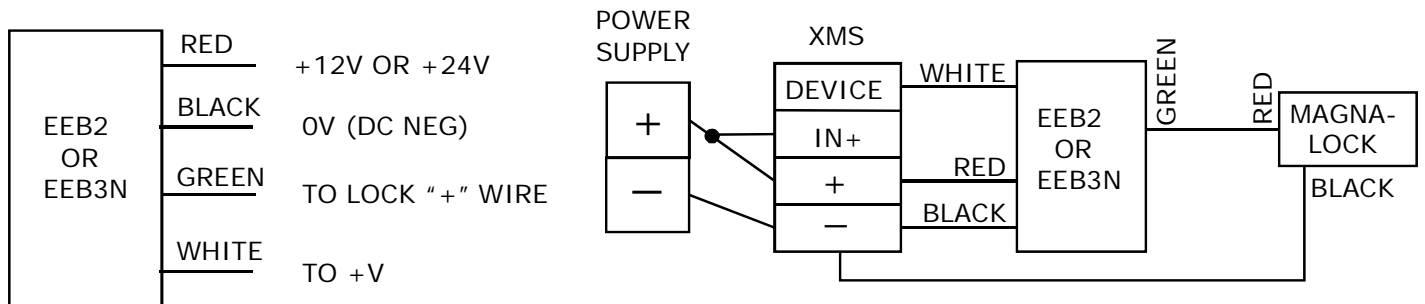 RED
+12V OR +24V
BLACK
0V (DC NEG)
GREEN
TO LOCK “+” WIRE
WHITE
TO +V
EEB2
OR
EEB3N
POWER
SUPPLY
+
—
XMS
DEVICE
IN+
+
—
WHITE
RED
BLACK
EEB2
OR
EEB3N
GREEN
RED
MAGNA-
LOCK
BLACK